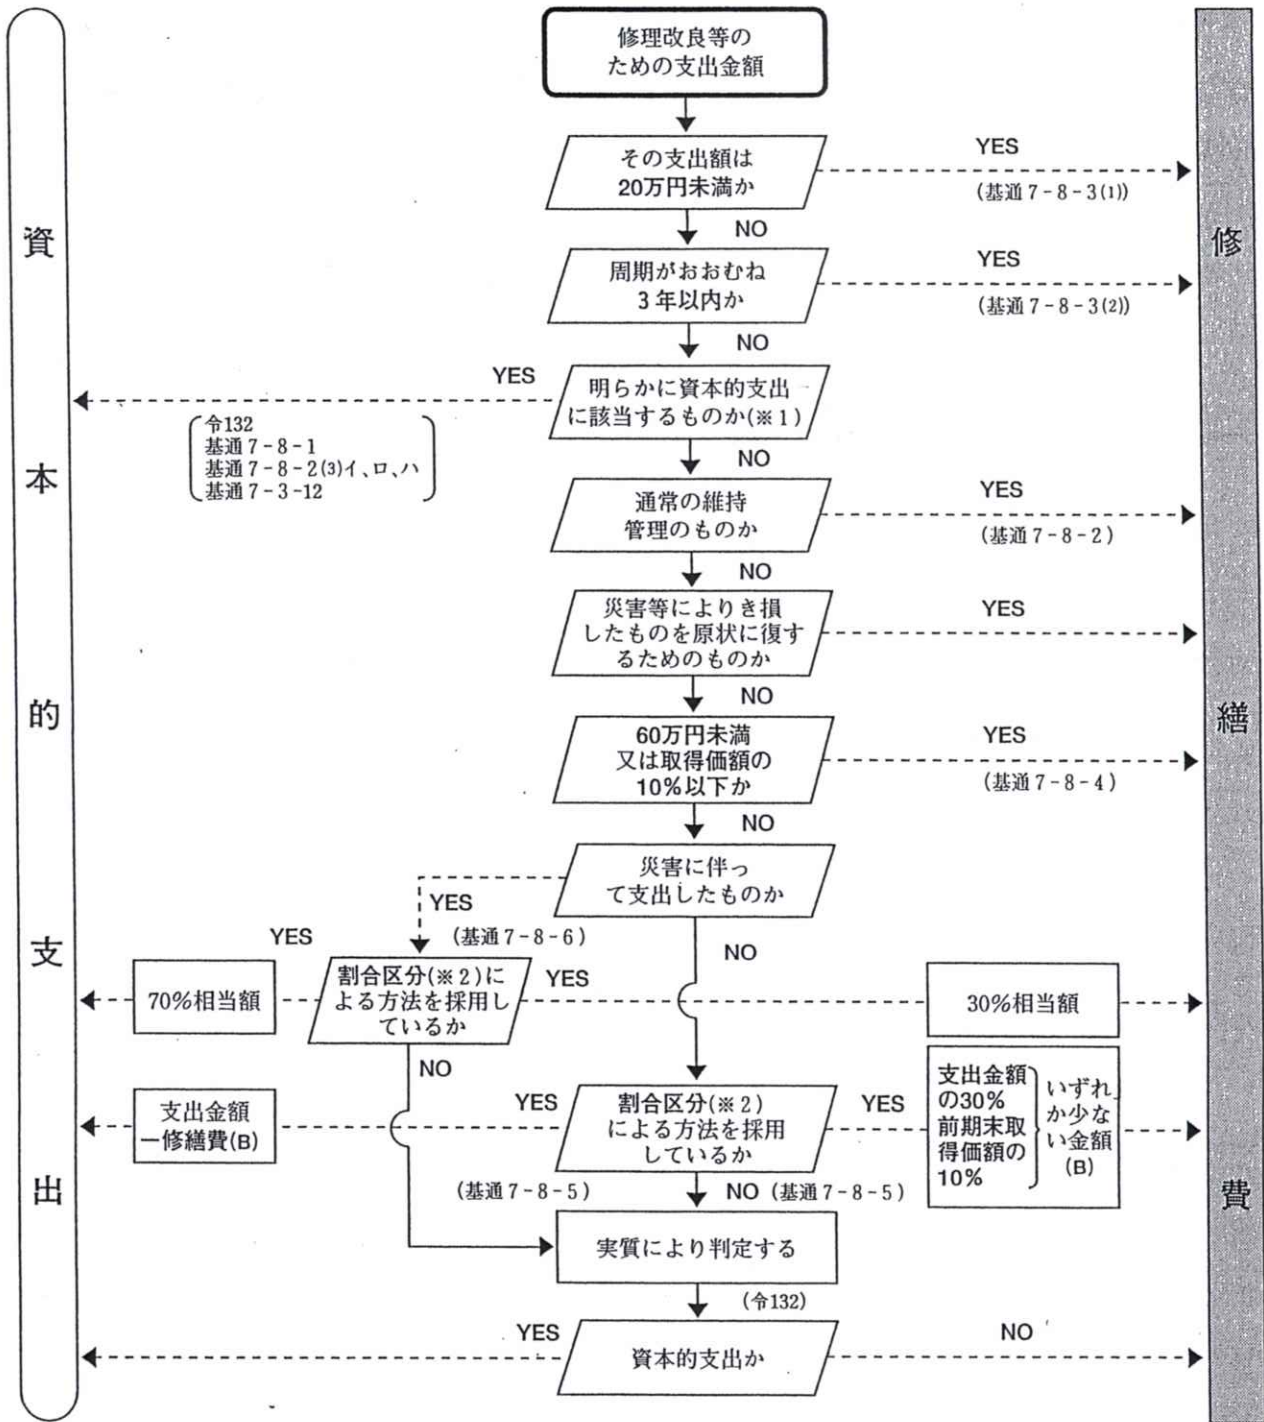 修理改良等の
ための支出金額
その支出額は
20万円未満か
YES
(基通7-8-3(1))
NO
周期がおおむね
3年以内か
YES
(基通7-8-3(2))
NO
明らかに資本的支出
に該当するものか(※1)
YES
令132
基通7-8-1
基通7-8-2(3)イ、ロ、ハ
基通7-3-12
NO
通常の維持
管理のものか
YES
(基通7-8-2)
NO
災害等によりき損
したものを原状に復す
るためのものか
YES
NO
60万円未満
又は取得価額の
10%以下か
YES
(基通7-8-4)
NO
災害に伴っ
て支出したものか
YES
(基通7-8-6)
NO
YES
割合区分(※2)に
よる方法を採用し
ているか
YES
70%相当額
30%相当額
NO
支出金額
ー修繕費(B)
YES
割合区分(※2)
による方法を採用
しているか
YES
支出金額
の30%
前期末取
得価額の
10%
いずれ
か少な
い金額
(B)
(基通7-8-5)
NO (基通7-8-5)
実質により判定する
(令132)
YES
資本的支出か
NO
資本的支出
修繕費